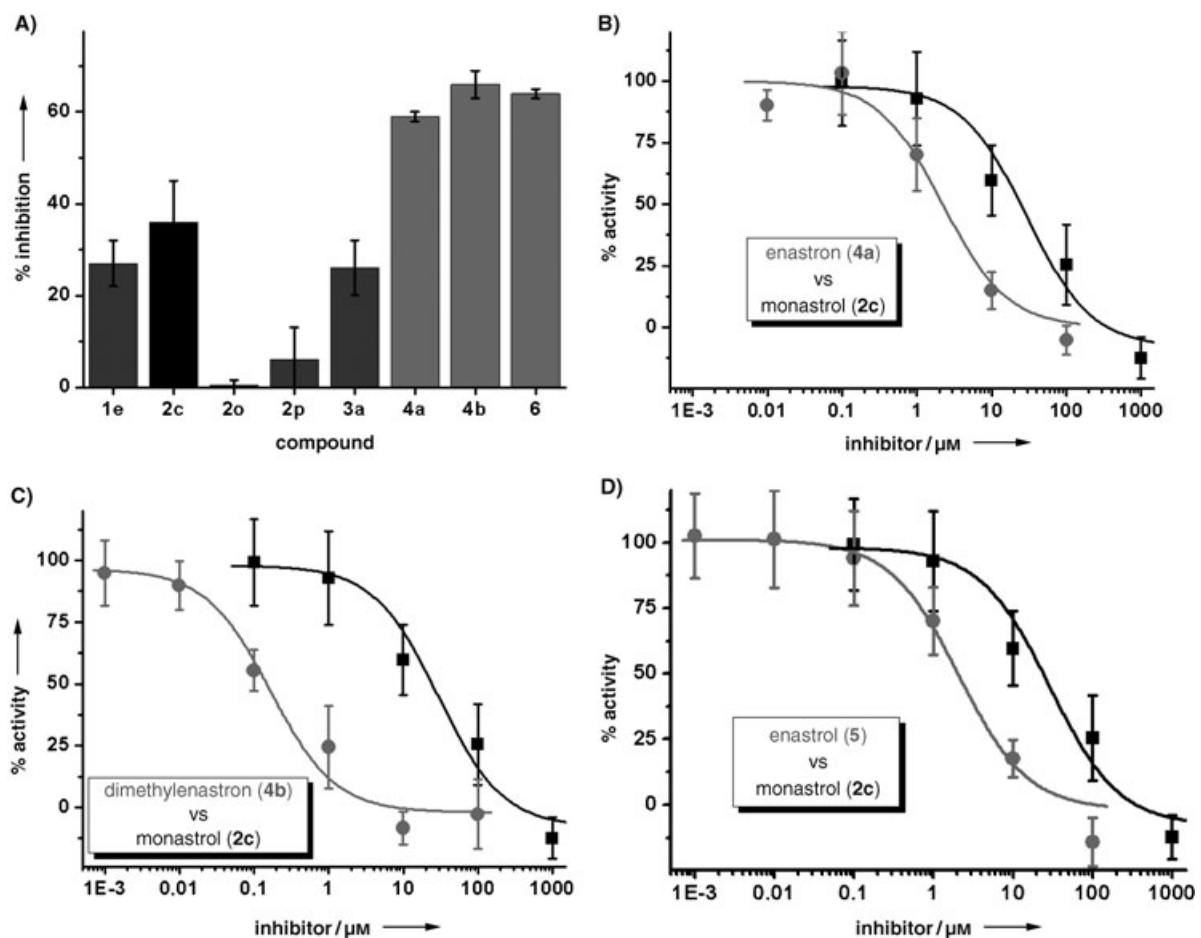 A)
% inhibition
60
40
20
0
1e 2c 2o 2p 3a 4a 4b 6
compound
B)
% activity
100
75
50
25
0
enastron (4a)
vs
monastrol (2c)
1E-3 0.01 0.1 1 10 100 1000
inhibitor / µM
C)
% activity
100
75
50
25
0
dimethylenastron (4b)
vs
monastrol (2c)
1E-3 0.01 0.1 1 10 100 1000
inhibitor / µM
D)
% activity
100
75
50
25
0
enastrol (5)
vs
monastrol (2c)
1E-3 0.01 0.1 1 10 100 1000
inhibitor / µM